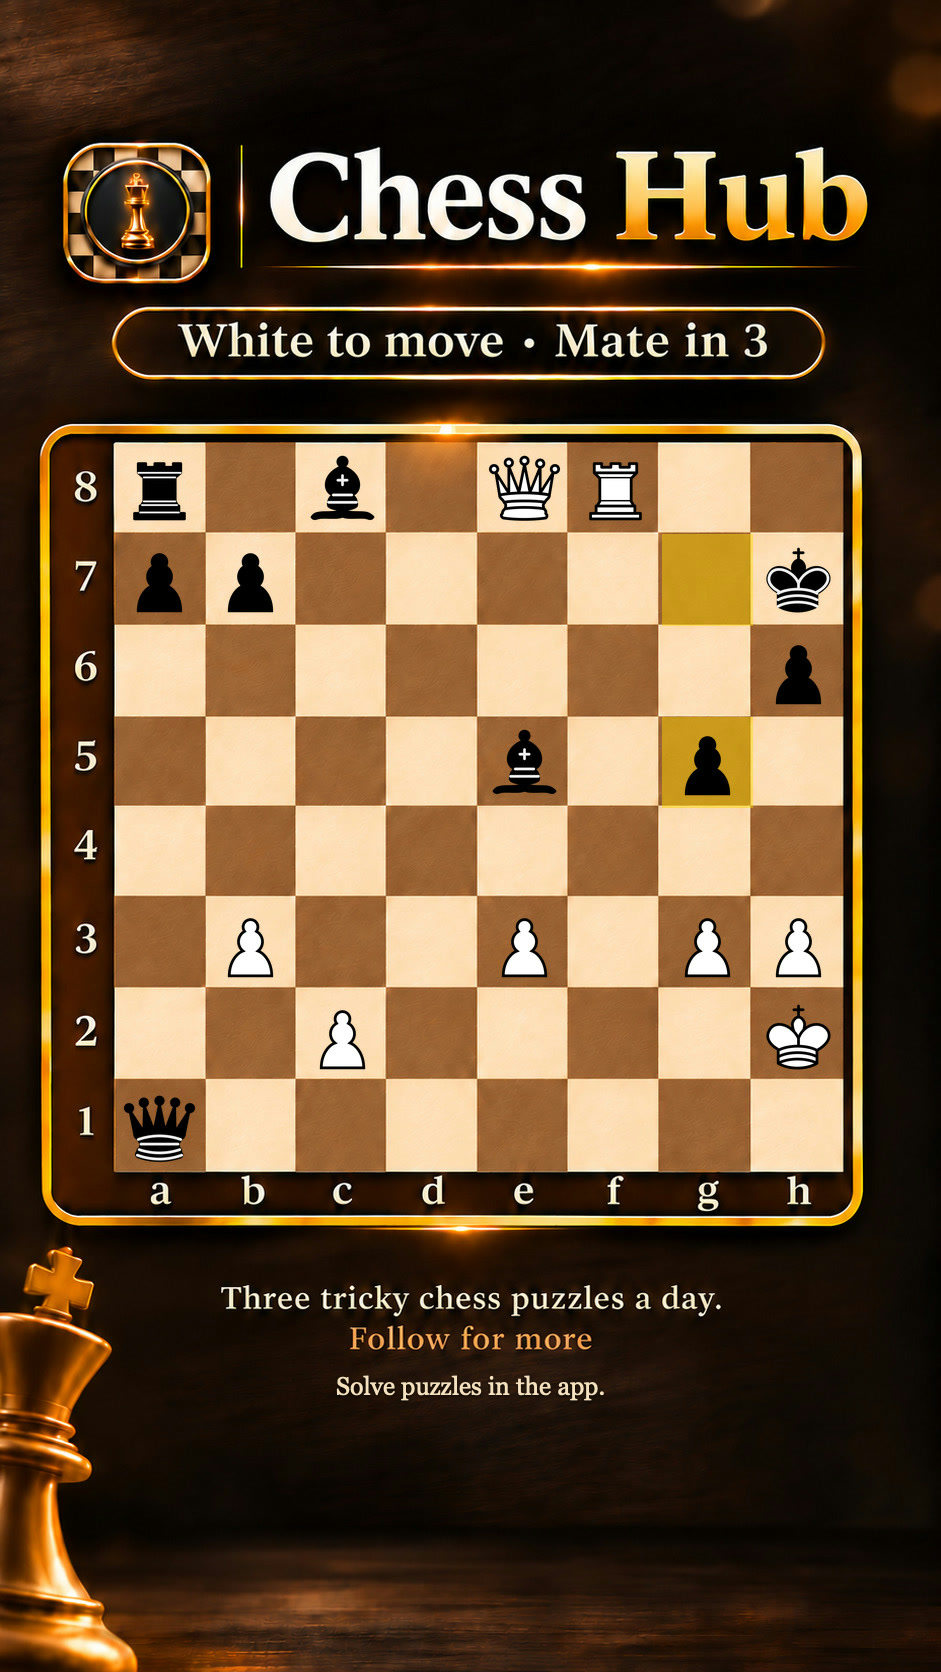 Chess Hub
White to move • Mate in 3
8
7
6
5
4
3
2
1
a b c d e f g h
Three tricky chess puzzles a day.
Follow for more
Solve puzzles in the app.